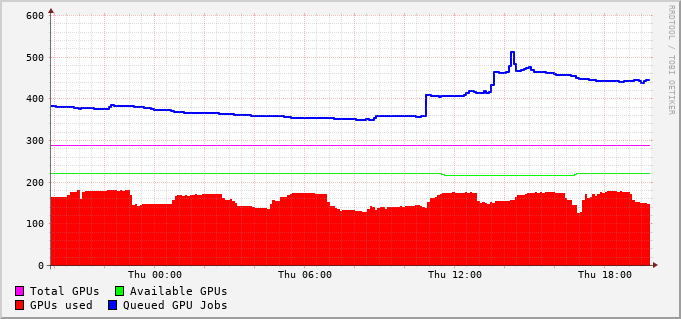 600
500
400
300
200
100
0
Thu 00:00 Thu 06:00 Thu 12:00 Thu 18:00
Total GPUs Available GPUs
GPUs used Queued GPU Jobs
RRDTOOL / TOBI OETIKER